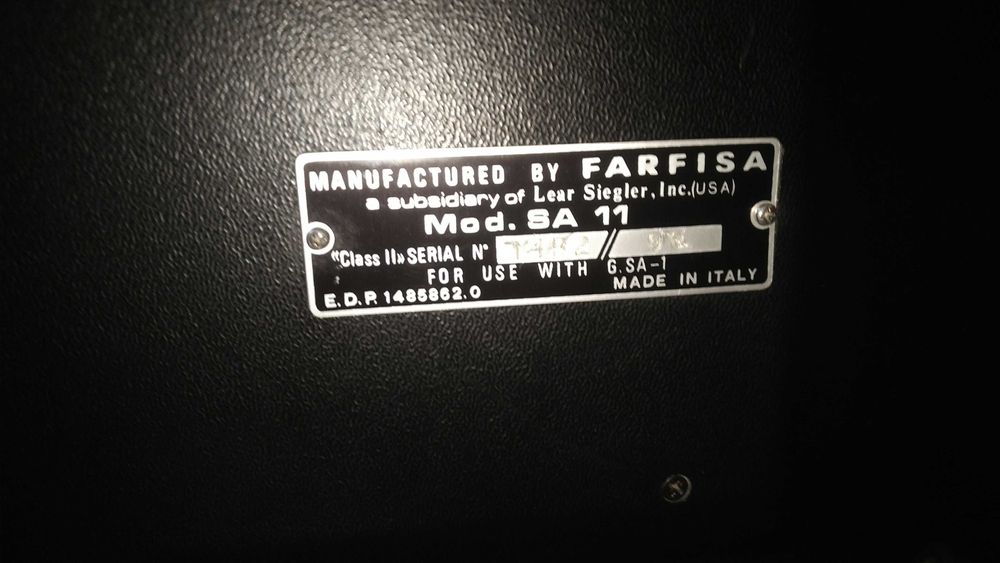 MANUFACTURED BY FARFISA
a subsidiary of Lear Siegler, Inc.(USA)
Mod. SA 11
"Class II» SERIAL N° //
FOR USE WITH G.SA-1
E.D.P. 1485862.0 MADE IN ITALY